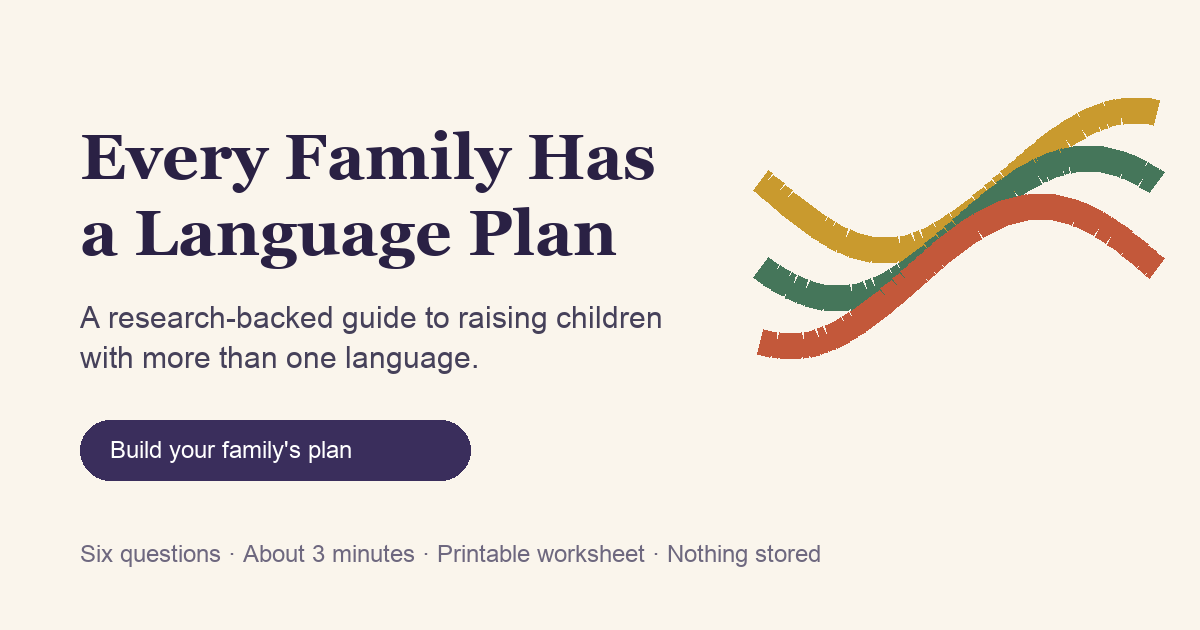 Every Family Has
a Language Plan
A research-backed guide to raising children
with more than one language.
Build your family's plan
Six questions · About 3 minutes · Printable worksheet · Nothing stored